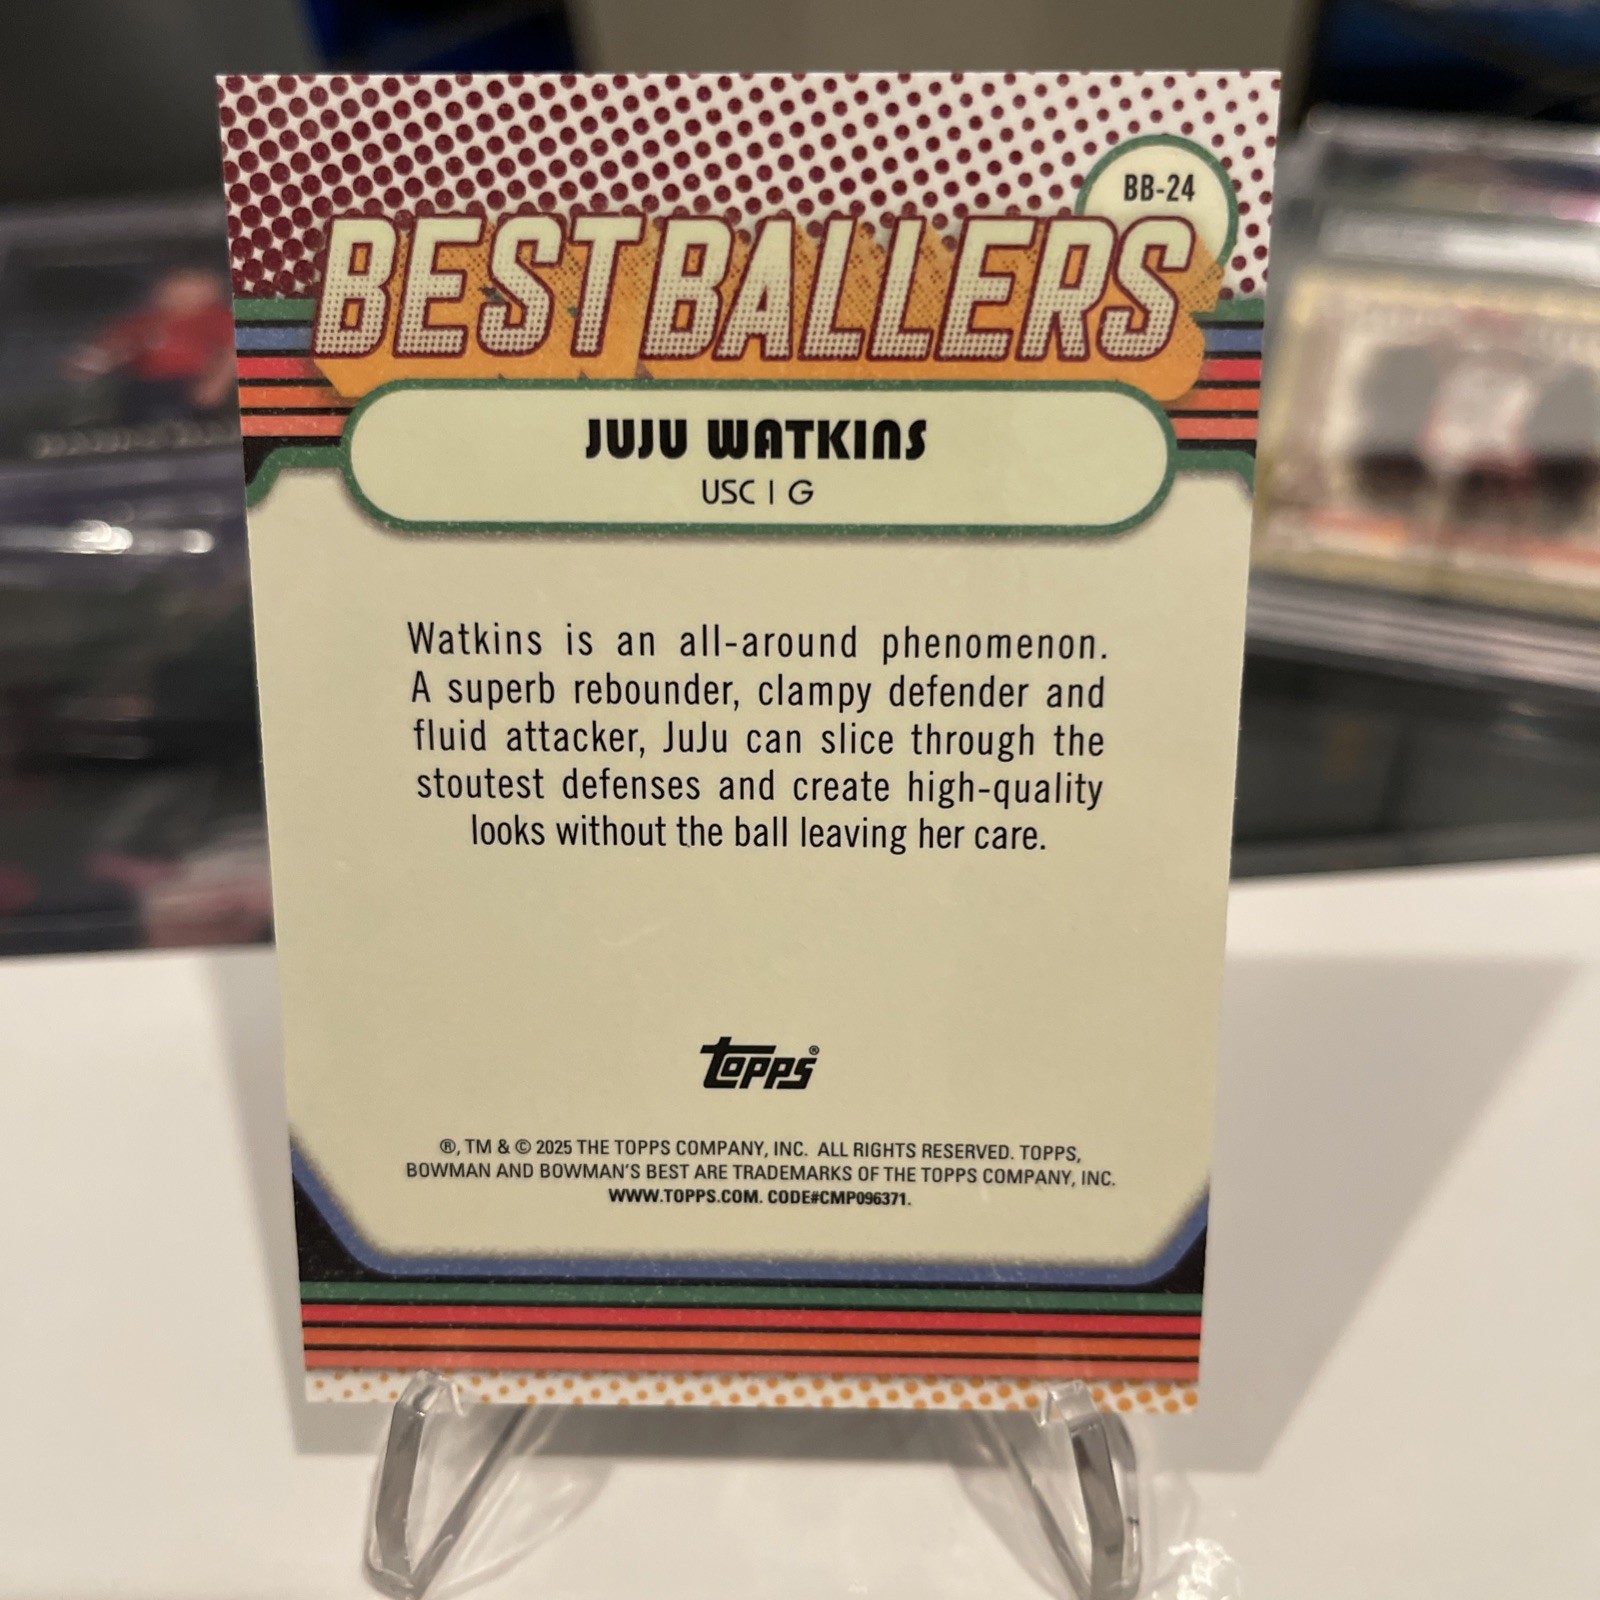 BB-24
BEST BALLERS
JUJU WATKINS
USC | G
Watkins is an all-around phenomenon.
A superb rebounder, clampy defender and
fluid attacker, JuJu can slice through the
stoutest defenses and create high-quality
looks without the ball leaving her care.
topps®
®, TM & © 2025 THE TOPPS COMPANY, INC. ALL RIGHTS RESERVED. TOPPS,
BOWMAN AND BOWMAN'S BEST ARE TRADEMARKS OF THE TOPPS COMPANY, INC.
WWW.TOPPS.COM. CODE#CMP096371.